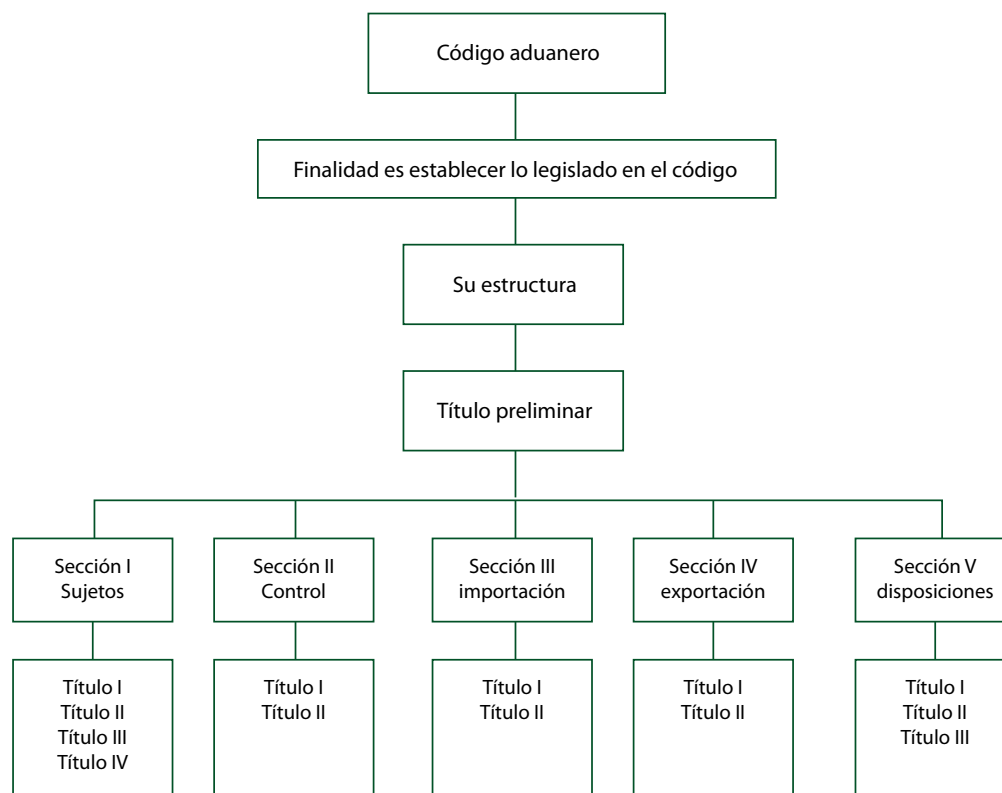 Código aduanero
Finalidad es establecer lo legislado en el código
Su estructura
Título preliminar
Sección I
Sujetos
Sección II
Control
Sección III
importación
Sección IV
exportación
Sección V
disposiciones
Título I
Título II
Título III
Título IV
Título I
Título II
Título I
Título II
Título I
Título II
Título I
Título II
Título III